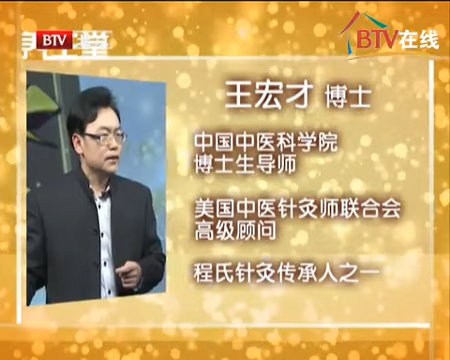 BTV
BTV在线
王宏才 博士
中国中医科学院
博士生导师
美国中医针灸师联合会
高级顾问
程氏针灸传承人之一